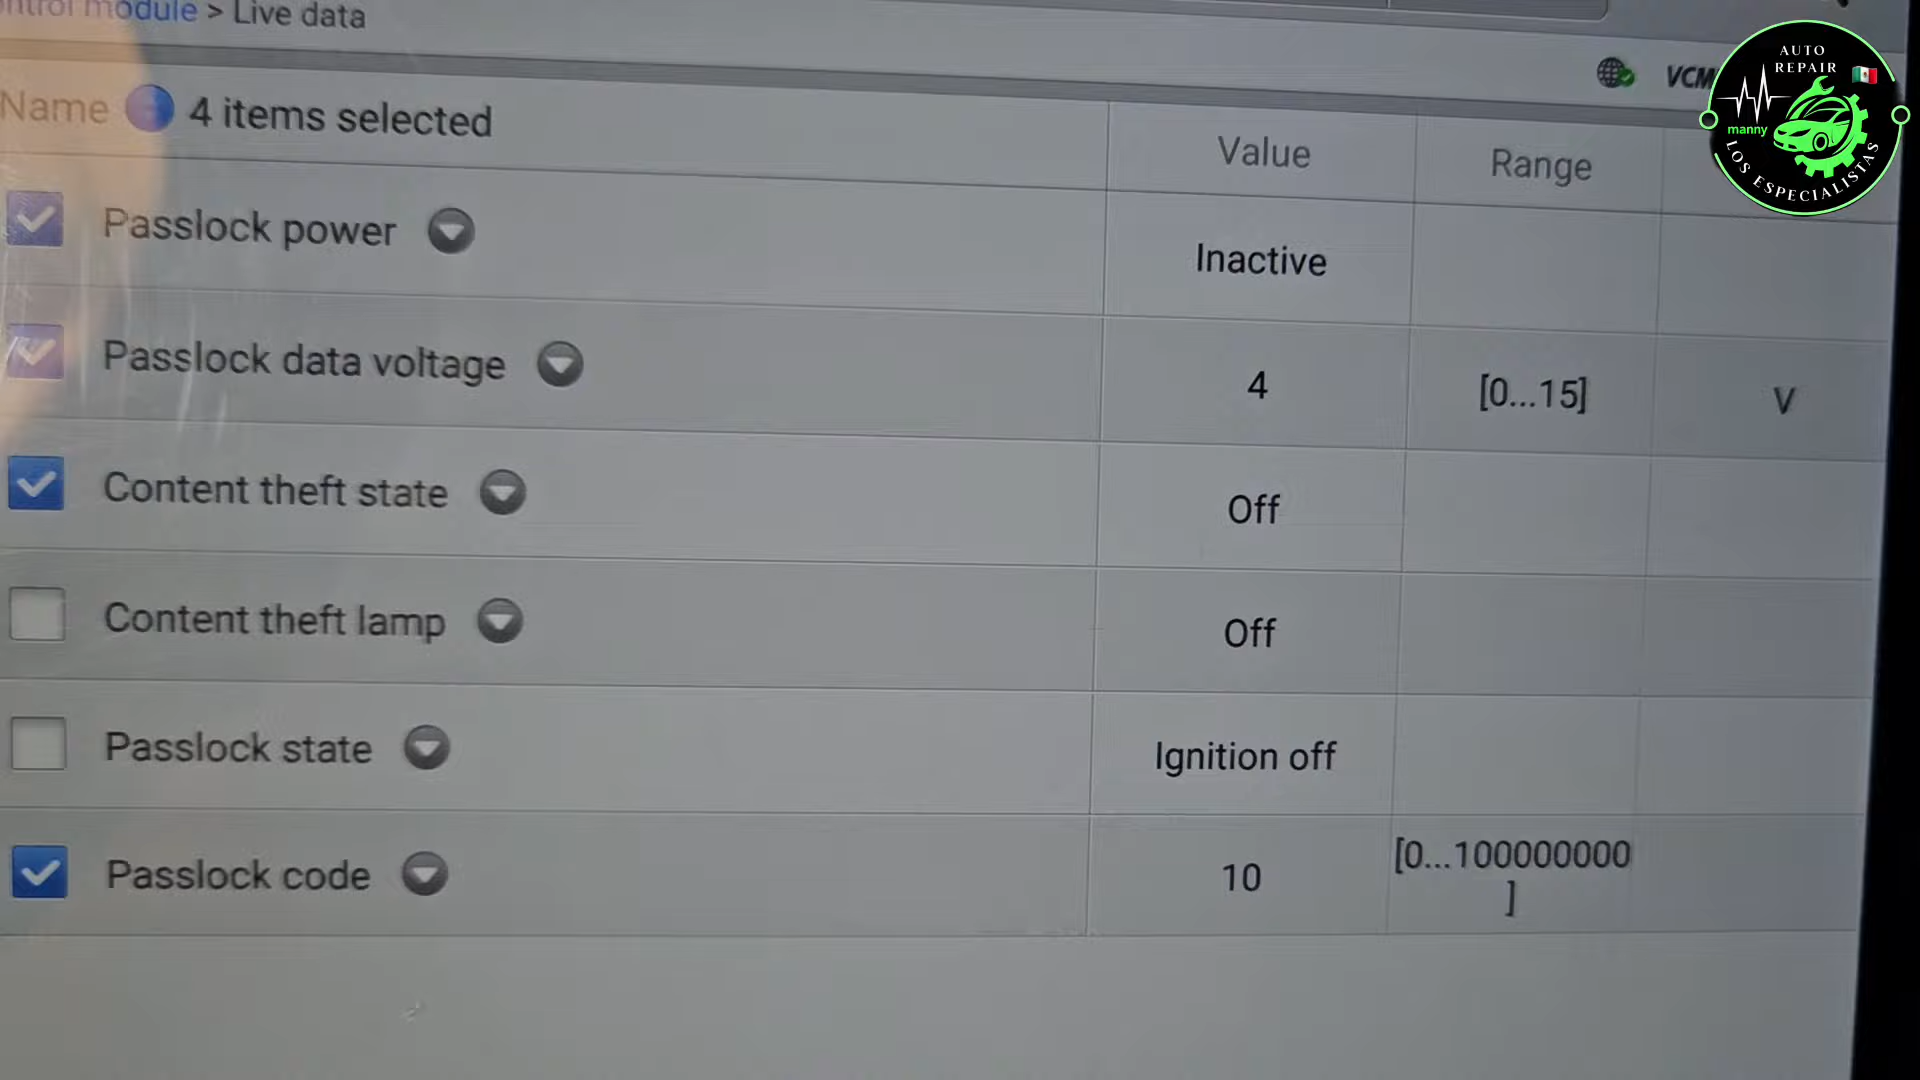 ntrol module > Live data
VCM
AUTO
REPAIR
manny
LOS ESPECIALISTAS
Name 4 items selected Value Range
Passlock power Inactive
Passlock data voltage 4 [0...15] V
Content theft state Off
Content theft lamp Off
Passlock state Ignition off
Passlock code 10 [0...100000000
]